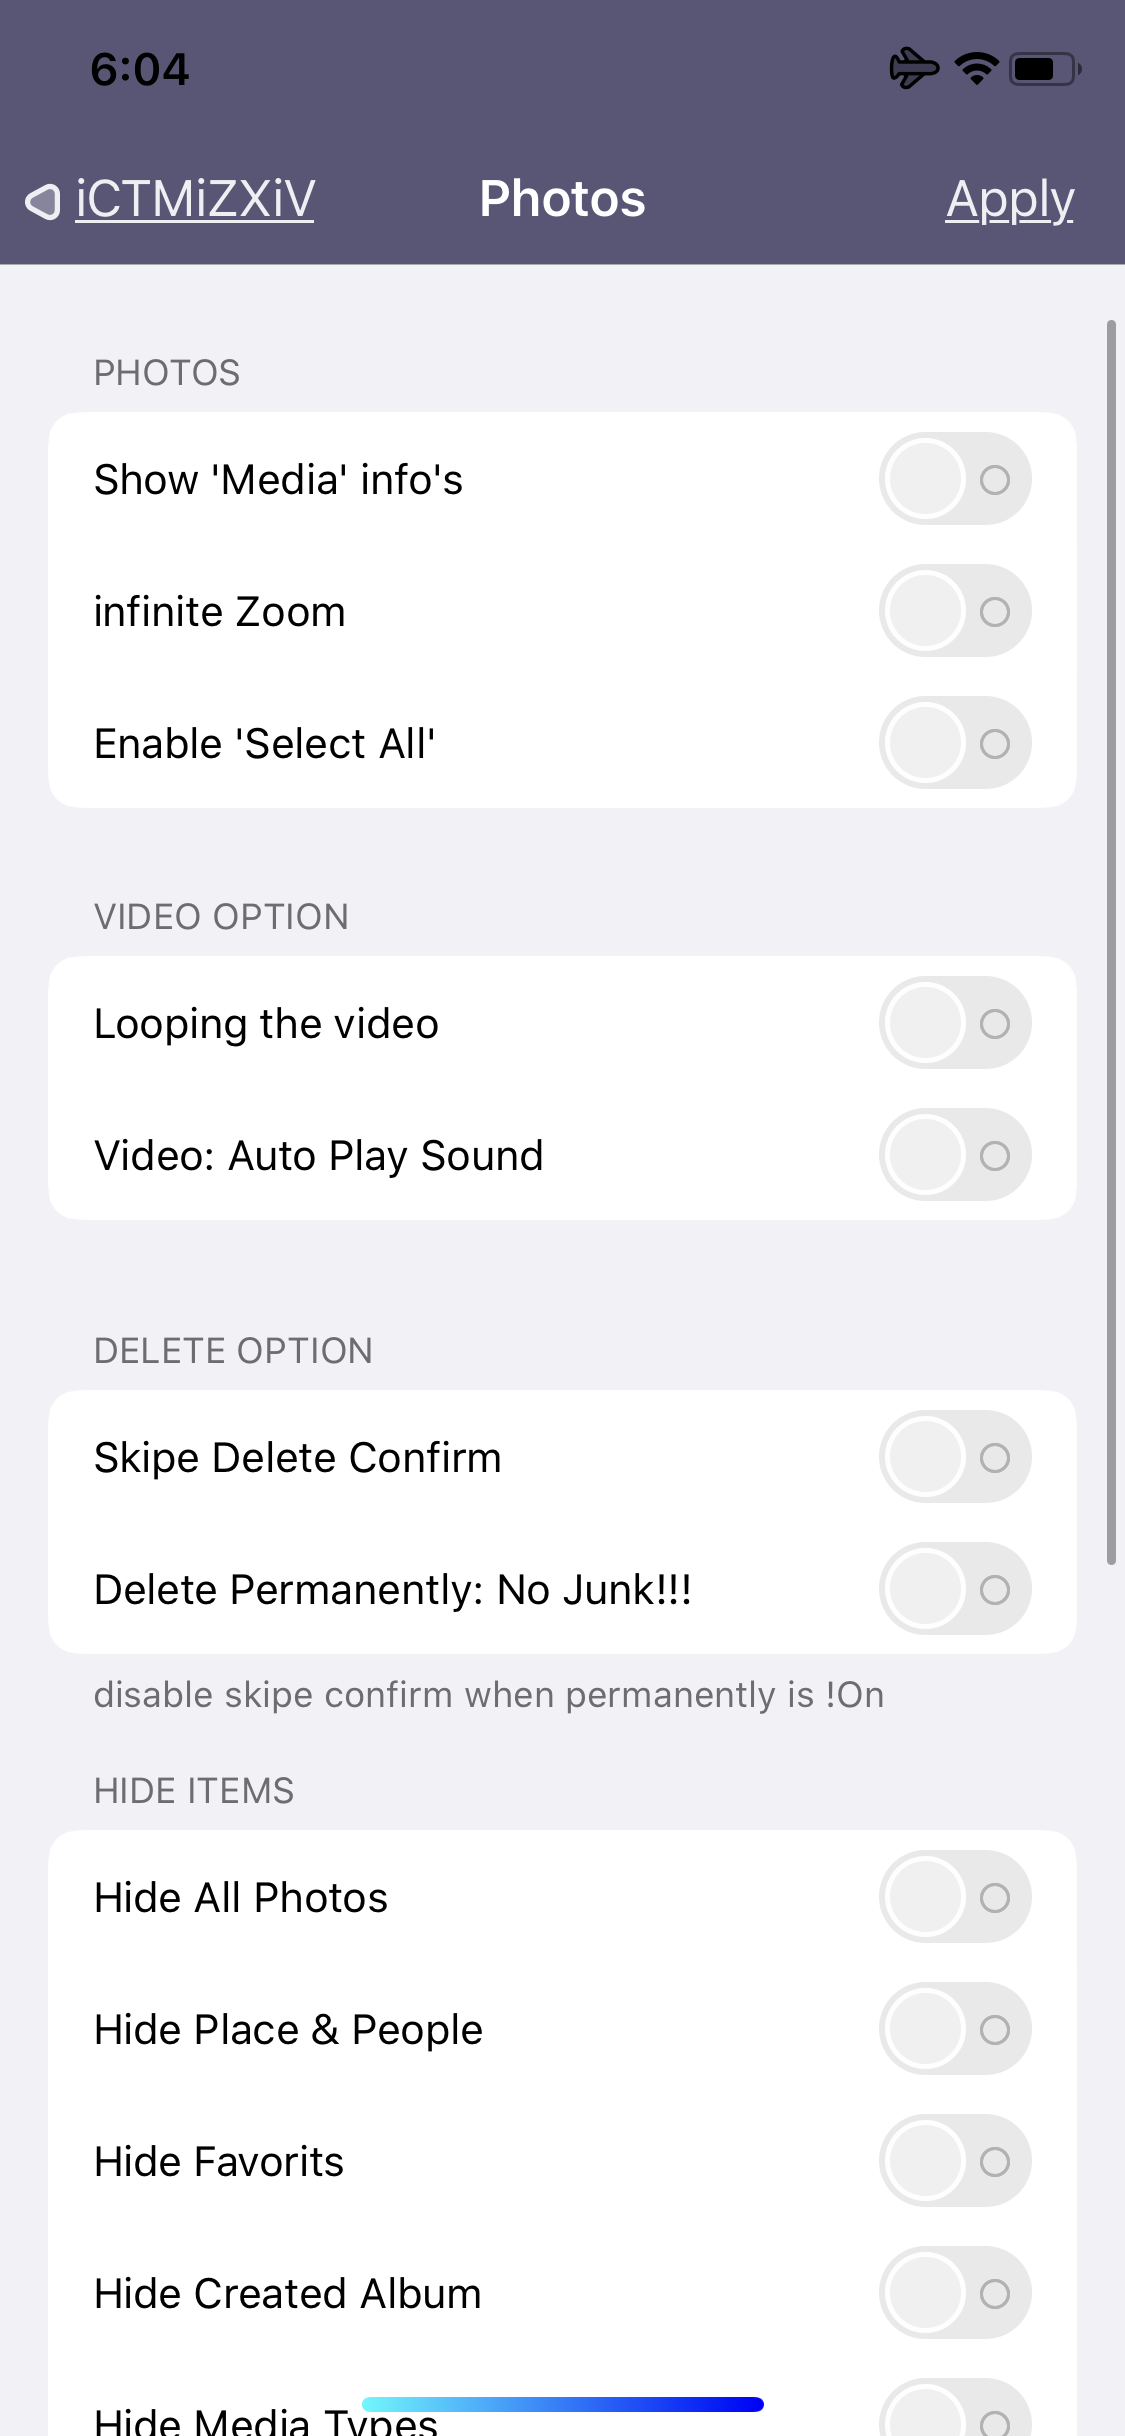 6:04
iCTMiZXiV
Photos
Apply
PHOTOS
Show 'Media' info's
infinite Zoom
Enable 'Select All'
VIDEO OPTION
Looping the video
Video: Auto Play Sound
DELETE OPTION
Skipe Delete Confirm
Delete Permanently: No Junk!!!
disable skipe confirm when permanently is !On
HIDE ITEMS
Hide All Photos
Hide Place & People
Hide Favorits
Hide Created Album
Hide Media Types